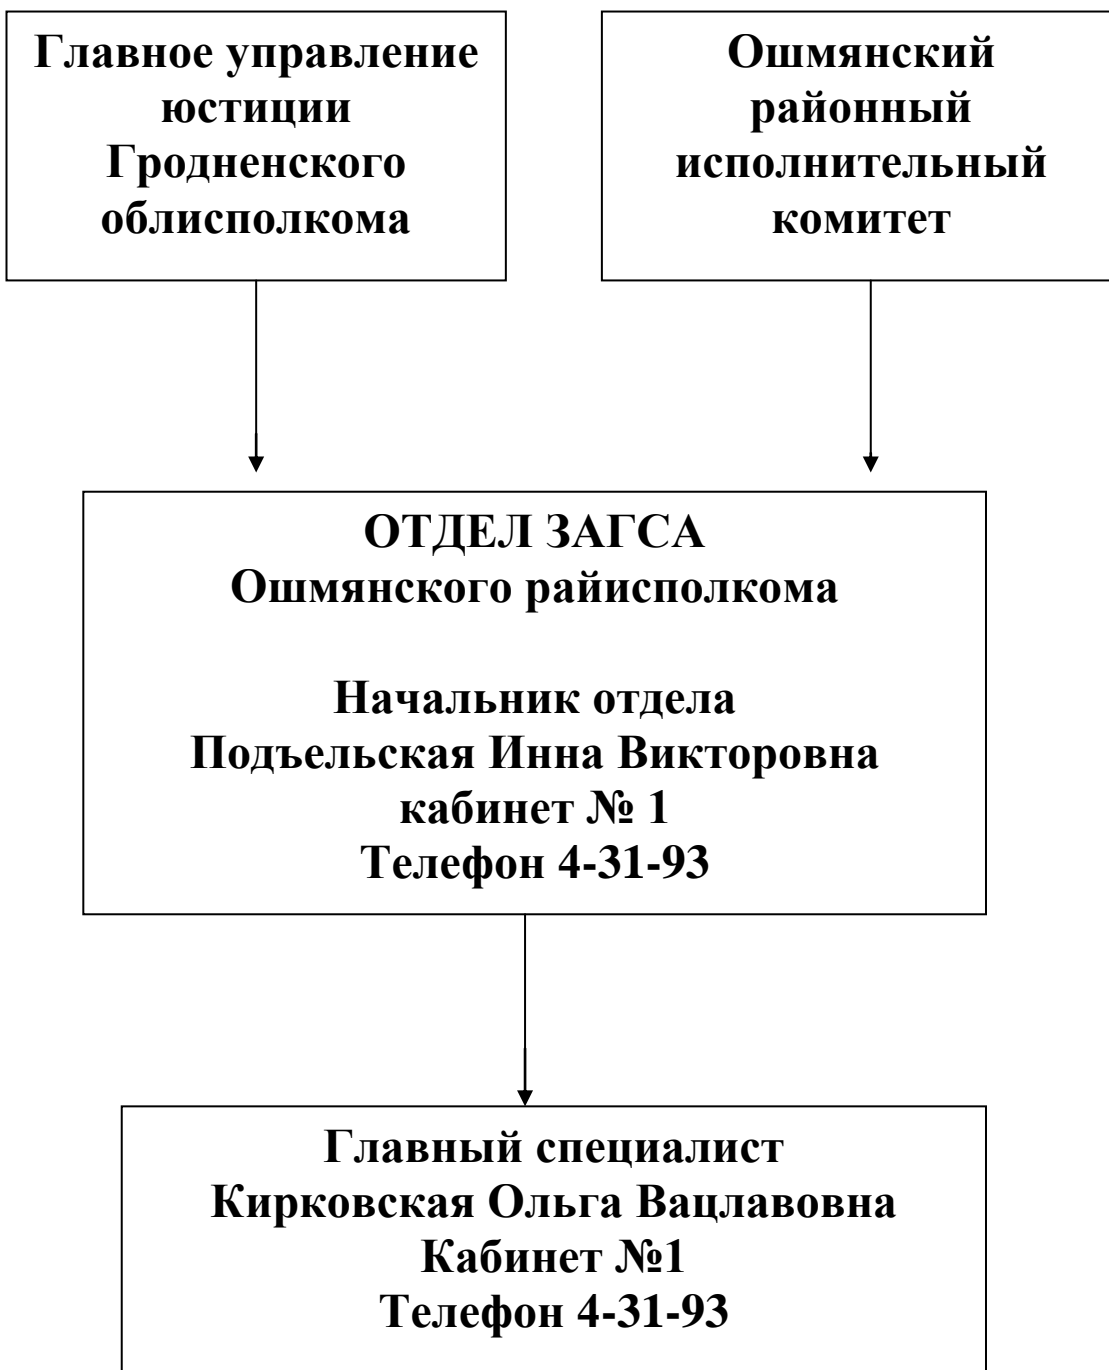 Главное управление
юстиции
Гродненского
облисполкома
Ошмянский
районный
исполнительный
комитет
ОТДЕЛ ЗАГСА
Ошмянского райисполкома
Начальник отдела
Подъельская Инна Викторовна
кабинет № 1
Телефон 4-31-93
Главный специалист
Кирковская Ольга Вацлавовна
Кабинет №1
Телефон 4-31-93